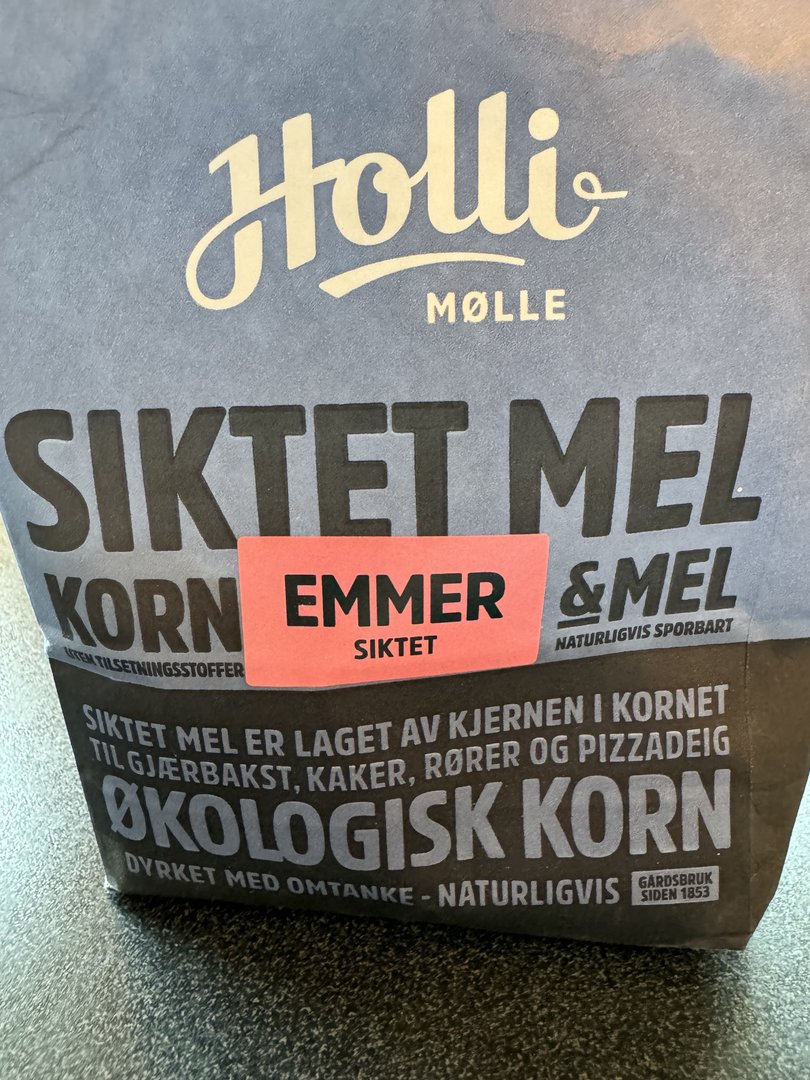 Holli
MØLLE
SIKTET MEL
KORN
&MEL
EMMER
SIKTET
UTEN TILSETNINGSSTOFFER
NATURLIGVIS SPORBART
SIKTET MEL ER LAGET AV KJERNEN I KORNET
TIL GJÆRBAKST, KAKER, RØRER OG PIZZADEIG
ØKOLOGISK KORN
DYRKET MED OMTANKE - NATURLIGVIS
GÅRDSBRUK
SIDEN 1853